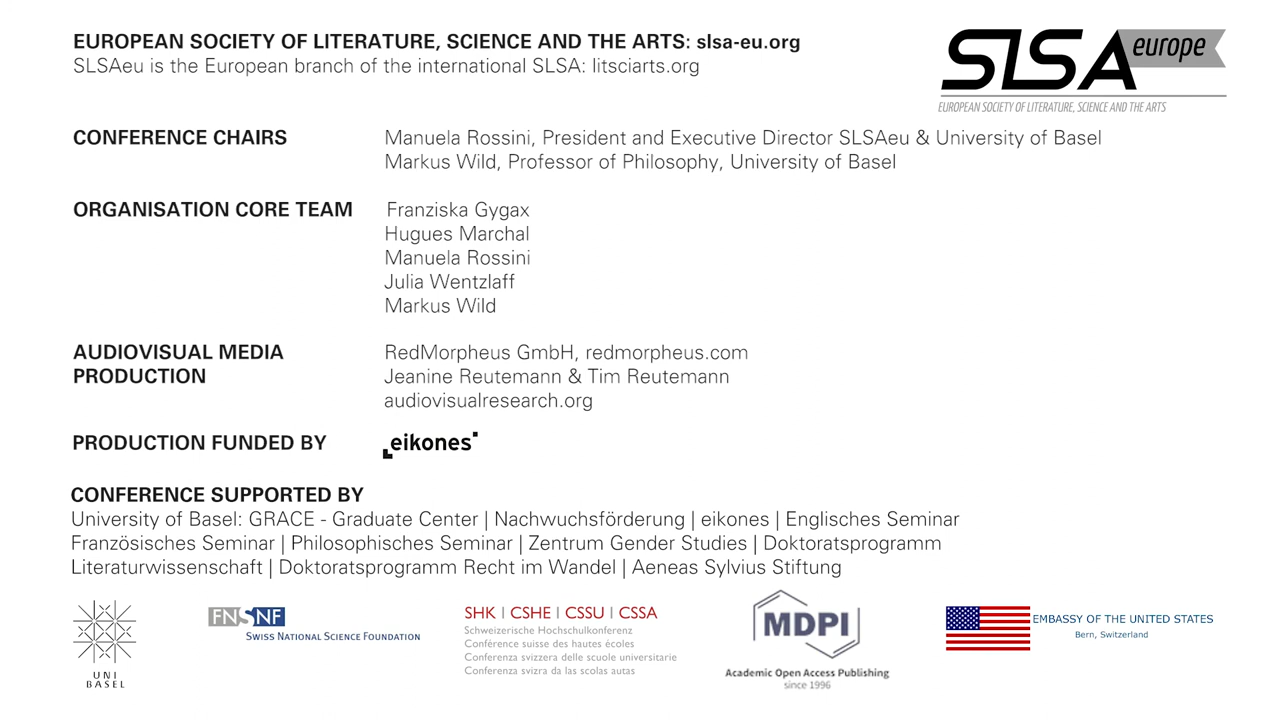 EUROPEAN SOCIETY OF LITERATURE, SCIENCE AND THE ARTS: slsa-eu.org
SLSAeu is the European branch of the international SLSA: litsciarts.org
SLSA europe
EUROPEAN SOCIETY OF LITERATURE, SCIENCE AND THE ARTS
CONFERENCE CHAIRS Manuela Rossini, President and Executive Director SLSAeu & University of Basel
Markus Wild, Professor of Philosophy, University of Basel
ORGANISATION CORE TEAM Franziska Gygax
Hugues Marchal
Manuela Rossini
Julia Wentzlaff
Markus Wild
AUDIOVISUAL MEDIA RedMorpheus GmbH, redmorpheus.com
PRODUCTION Jeanine Reutemann & Tim Reutemann
audiovisualresearch.org
PRODUCTION FUNDED BY eikones
CONFERENCE SUPPORTED BY
University of Basel: GRACE - Graduate Center | Nachwuchsförderung | eikones | Englisches Seminar
Französisches Seminar | Philosophisches Seminar | Zentrum Gender Studies | Doktoratsprogramm
Literaturwissenschaft | Doktoratsprogramm Recht im Wandel | Aeneas Sylvius Stiftung
UNI
BASEL
FNSNF
SWISS NATIONAL SCIENCE FOUNDATION
SHK | CSHE | CSSU | CSSA
Schweizerische Hochschulkonferenz
Conférence suisse des hautes écoles
Conferenza svizzera delle scuole universitarie
Conferenza svizra da las scolas autas
MDPI
Academic Open Access Publishing
since 1996
EMBASSY OF THE UNITED STATES
Bern, Switzerland